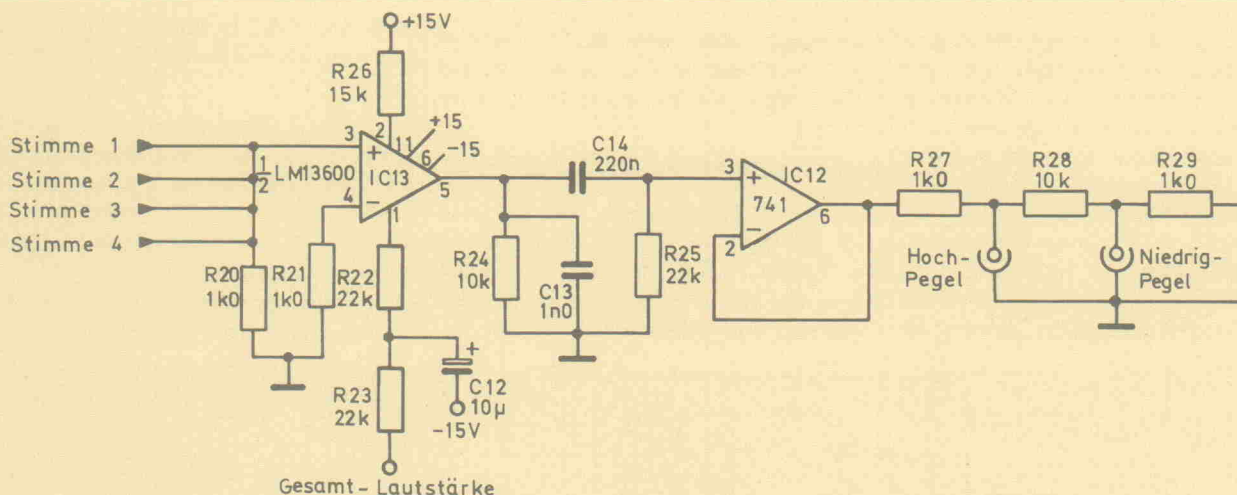 +15V
R26
15k
Stimme 1
Stimme 2
Stimme 3
Stimme 4
1/2 LM13600
3
2
11
+15
6
-15
+
IC13
4
-
1
5
R20
1k0
R21
1k0
R22
22k
R23
22k
+
C12
10µ
-15V
Gesamt-Lautstärke
R24
10k
C13
1n0
C14
220n
R25
22k
3
+
IC12
741
6
2
-
R27
1k0
R28
10k
R29
1k0
Hoch-
Pegel
Niedrig-
Pegel